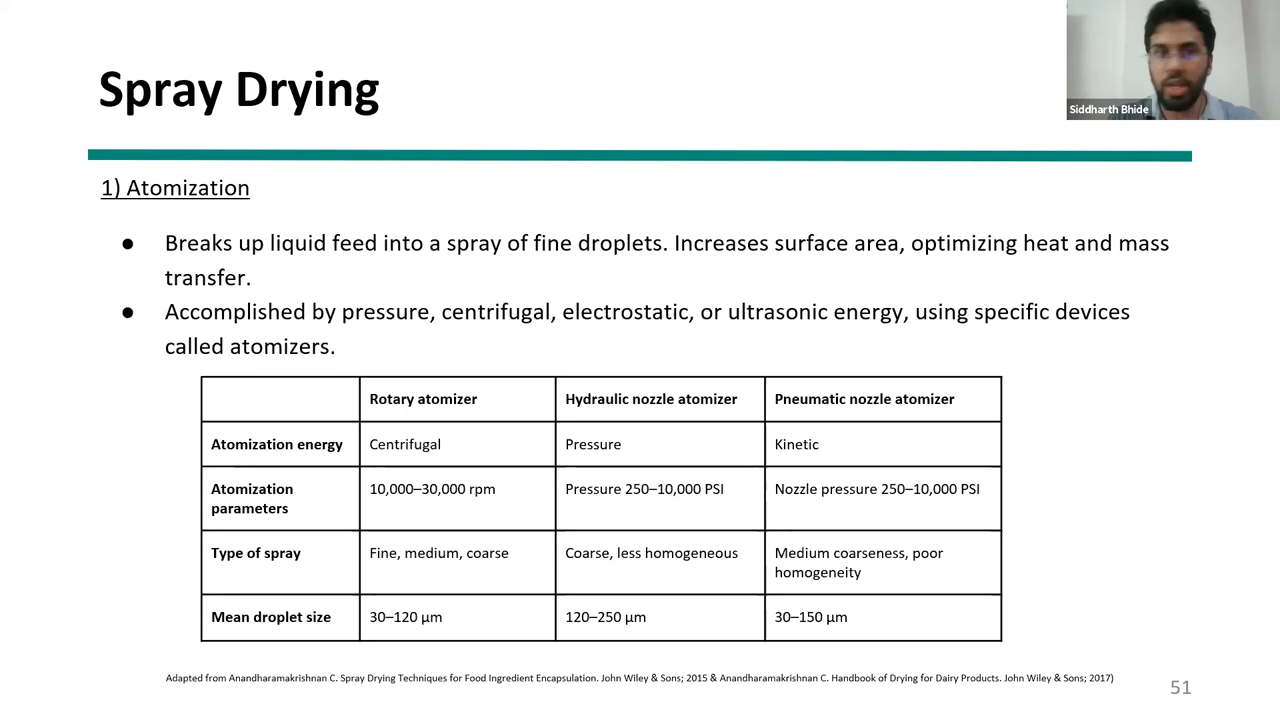 Spray Drying
Siddharth Bhide
1) Atomization
● Breaks up liquid feed into a spray of fine droplets. Increases surface area, optimizing heat and mass
transfer.
● Accomplished by pressure, centrifugal, electrostatic, or ultrasonic energy, using specific devices
called atomizers.
Rotary atomizer Hydraulic nozzle atomizer Pneumatic nozzle atomizer
Atomization energy Centrifugal Pressure Kinetic
Atomization parameters 10,000–30,000 rpm Pressure 250–10,000 PSI Nozzle pressure 250–10,000 PSI
Type of spray Fine, medium, coarse Coarse, less homogeneous Medium coarseness, poor homogeneity
Mean droplet size 30–120 µm 120–250 µm 30–150 µm
Adapted from Anandharamakrishnan C. Spray Drying Techniques for Food Ingredient Encapsulation. John Wiley & Sons; 2015 & Anandharamakrishnan C. Handbook of Drying for Dairy Products. John Wiley & Sons; 2017)
51